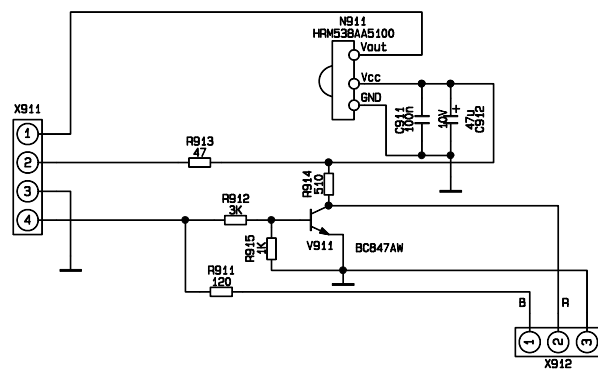 N911
HRM538AA5100
Vout
Vcc
GND
C911
100n
10V
+
47U
C912
X911
1
2
3
4
R913
47
R914
510
R912
3K
R915
1K
V911
BC847AW
R911
120
B
R
1
2
3
X912